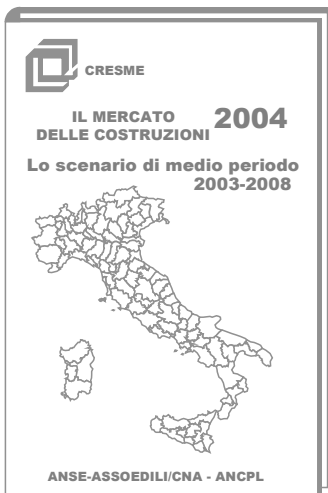 CRESME
IL MERCATO 2004
DELLE COSTRUZIONI
Lo scenario di medio periodo
2003-2008
ANSE-ASSOEDILI/CNA - ANCPL